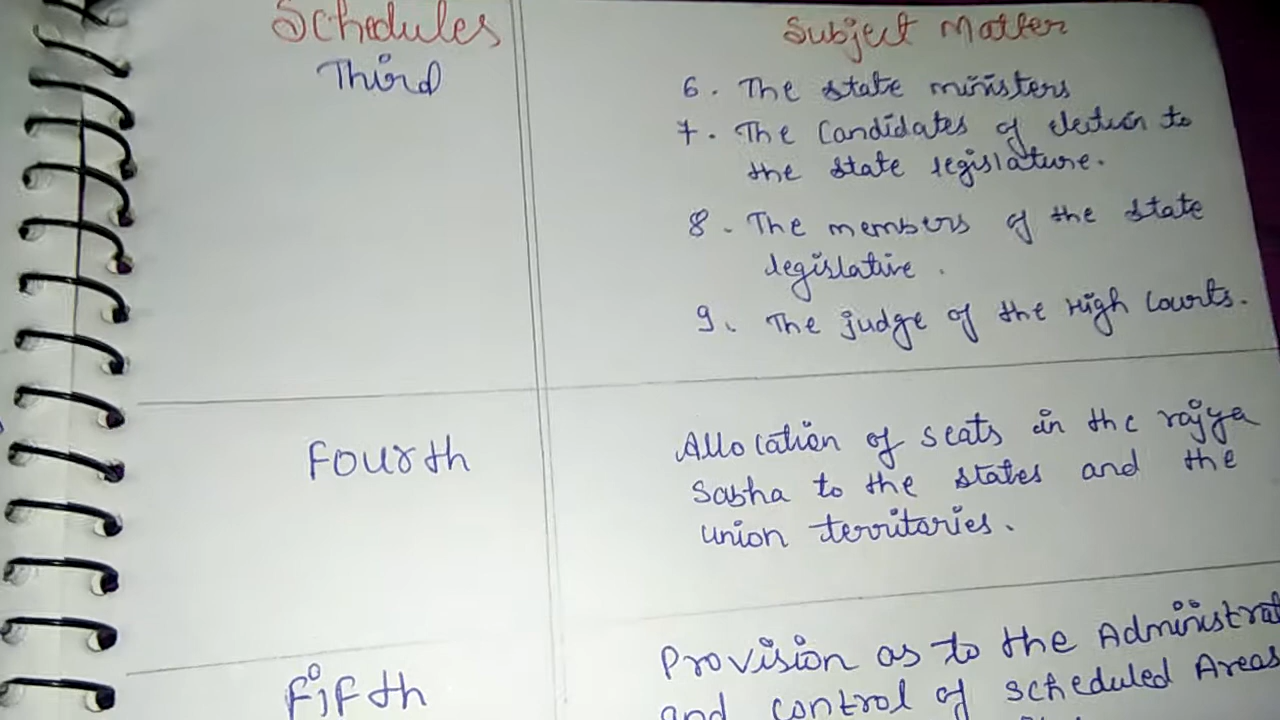 Schedules
Subject Matter
Third
6. The state ministers
7. The candidates of election to
the state legislature.
8. The members of the state
legislative.
9. The judge of the High Courts.
Fourth
Allocation of seats in the rajya
Sabha to the states and the
union territories.
Fifth
Provision as to the Administrat
and control of scheduled Areas